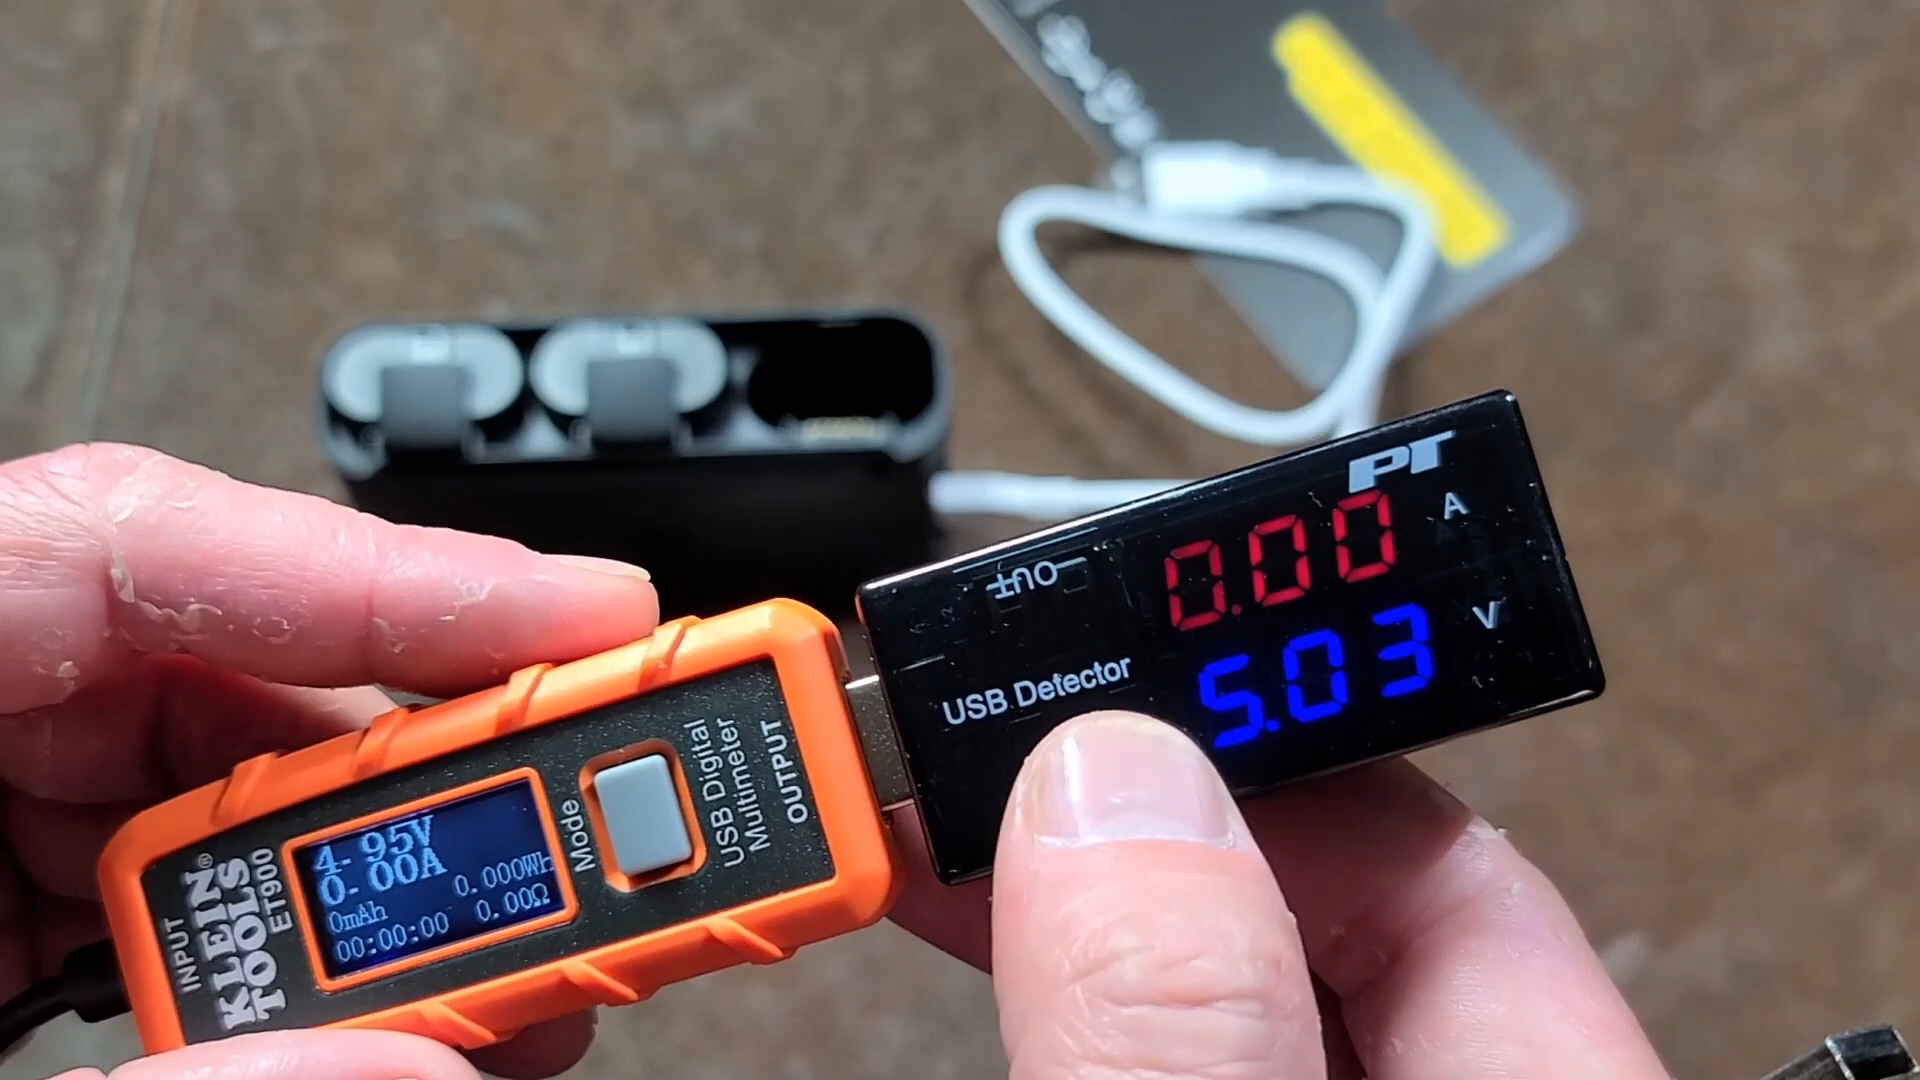 INPUT
KLEIN
TOOLS®
ET900
4.95V
0.00A
0.000Wh
0mAh
0.00Ω
00:00:00
Mode
USB Digital
Multimeter
OUTPUT
PT
OUT
0.00 A
USB Detector
5.03 V